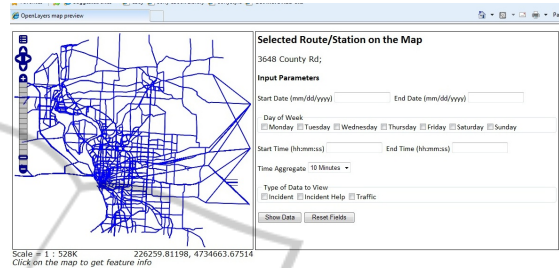 OpenLayers map preview
Selected Route/Station on the Map
3648 County Rd;
Input Parameters
Start Date (mm/dd/yyyy) End Date (mm/dd/yyyy)
Day of Week
Monday Tuesday Wednesday Thursday Friday Saturday Sunday
Start Time (hh:mm:ss) End Time (hh:mm:ss)
Time Aggregate 10 Minutes
Type of Data to View
Incident Incident Help Traffic
Show Data Reset Fields
Scale = 1 : 528K 226259.81198, 4734663.67514
Click on the map to get feature info